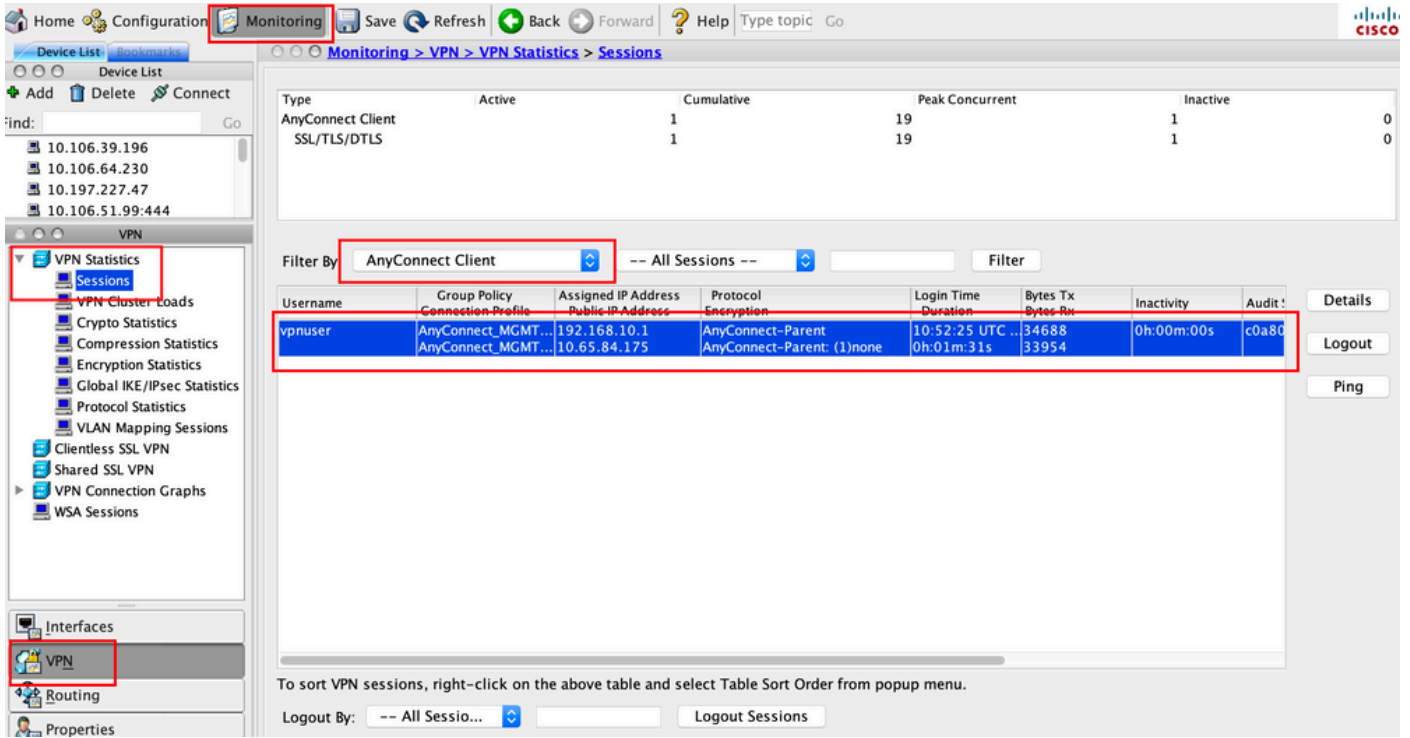 Home Configuration Monitoring Save Refresh Back Forward Help Type topic Go
CISCO
Device List Bookmarks
Monitoring > VPN > VPN Statistics > Sessions
Device List
Add Delete Connect
Find: Go
10.106.39.196
10.106.64.230
10.197.227.47
10.106.51.99:444
VPN
VPN Statistics
Sessions
VPN Cluster Loads
Crypto Statistics
Compression Statistics
Encryption Statistics
Global IKE/IPsec Statistics
Protocol Statistics
VLAN Mapping Sessions
Clientless SSL VPN
Shared SSL VPN
VPN Connection Graphs
WSA Sessions
Interfaces
VPN
Routing
Properties
Type Active Cumulative Peak Concurrent Inactive
AnyConnect Client 1 19 1 0
SSL/TLS/DTLS 1 19 1 0
Filter By AnyConnect Client -- All Sessions -- Filter
Username Group Policy Assigned IP Address Protocol Login Time Bytes Tx Inactivity Audit
Connection Profile Public IP Address Encryption Duration Bytes Rx
vpnuser AnyConnect_MGMT... 192.168.10.1 AnyConnect-Parent 10:52:25 UTC ... 34688 0h:00m:00s c0a80
AnyConnect_MGMT... 10.65.84.175 AnyConnect-Parent: (1)none 0h:01m:31s 33954
Details
Logout
Ping
To sort VPN sessions, right-click on the above table and select Table Sort Order from popup menu.
Logout By: -- All Sessio... Logout Sessions